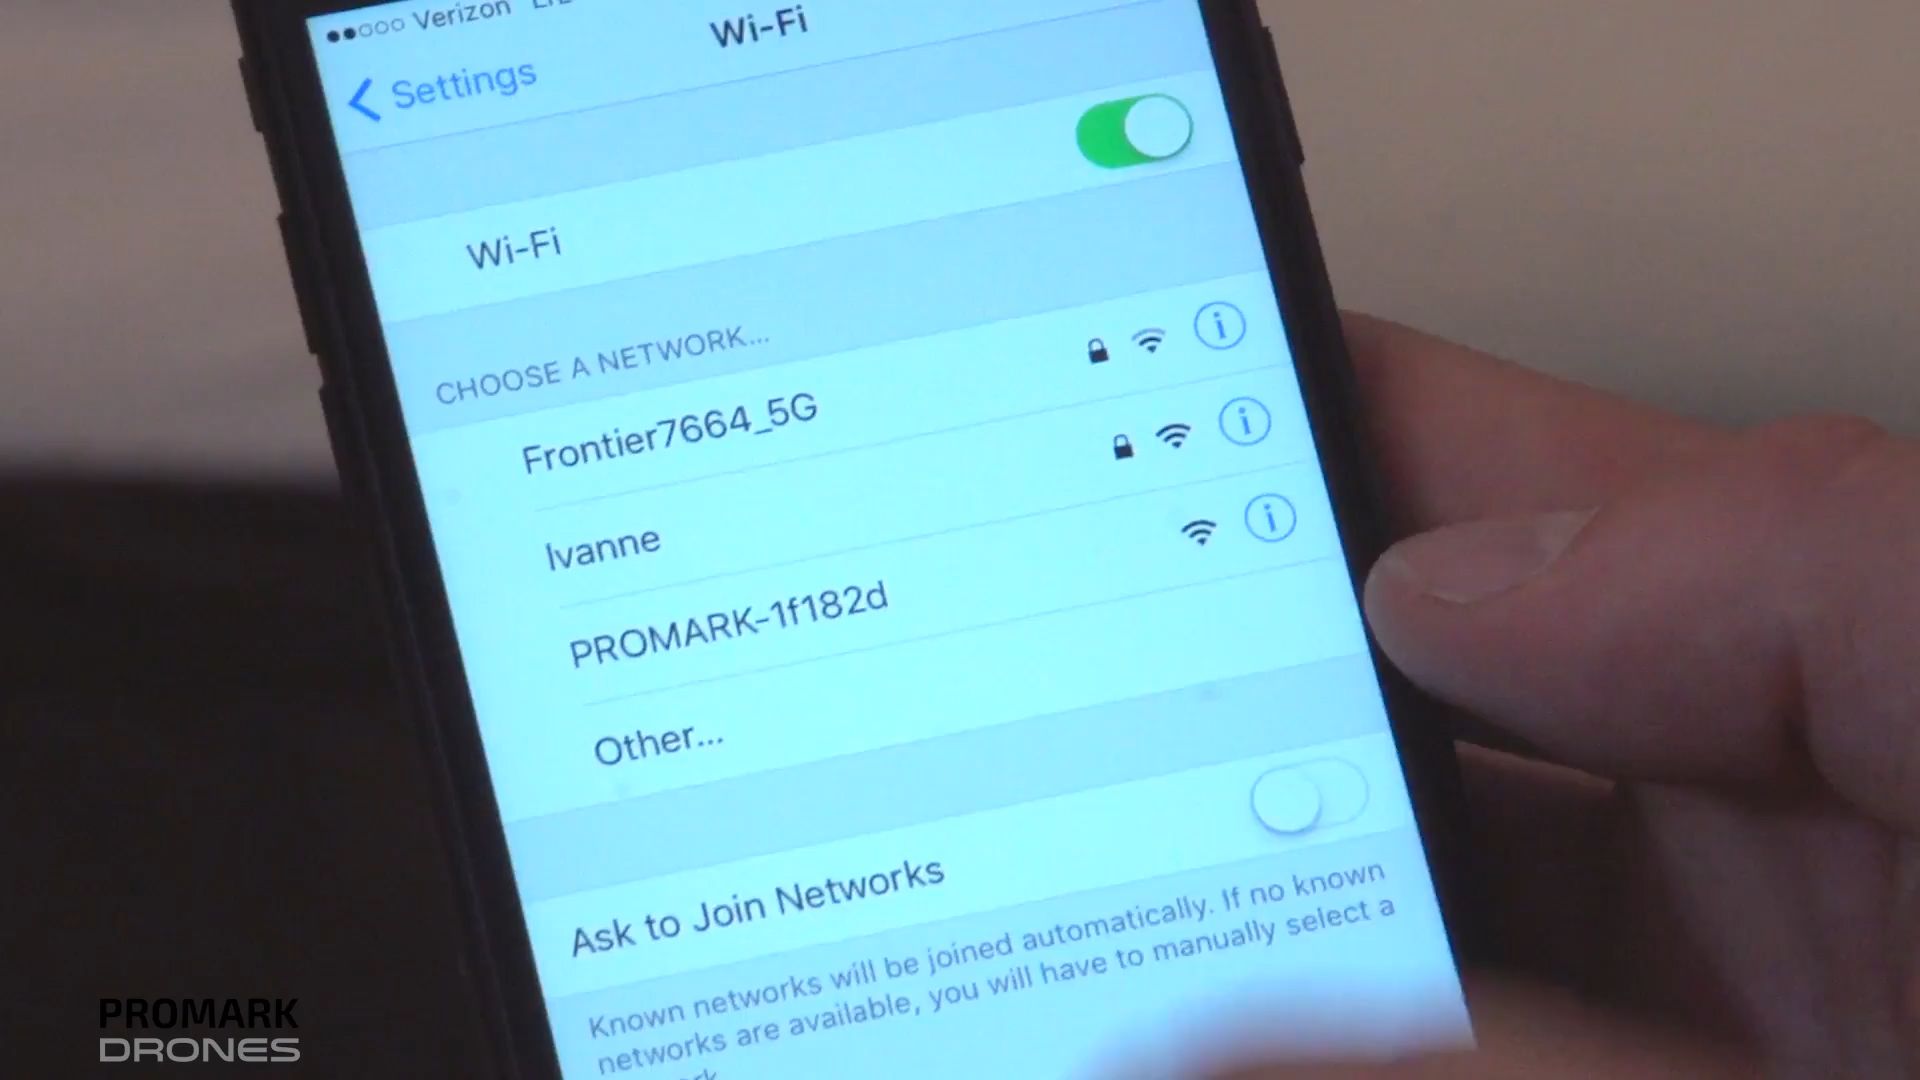 Verizon
Wi-Fi
Settings
Wi-Fi
CHOOSE A NETWORK...
Frontier7664_5G
Ivanne
PROMARK-1f182d
Other...
Ask to Join Networks
Known networks will be joined automatically. If no known
networks are available, you will have to manually select a
PROMARK
DRONES